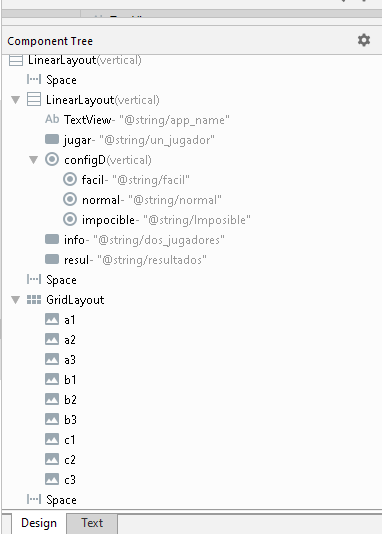 Component Tree
LinearLayout(vertical)
Space
LinearLayout(vertical)
Ab TextView- "@string/app_name"
jugar- "@string/un_jugador"
configD(vertical)
facil- "@string/facil"
normal- "@string/normal"
impocible- "@string/Imposible"
info- "@string/dos_jugadores"
resul- "@string/resultados"
Space
GridLayout
a1
a2
a3
b1
b2
b3
c1
c2
c3
Space
Design Text